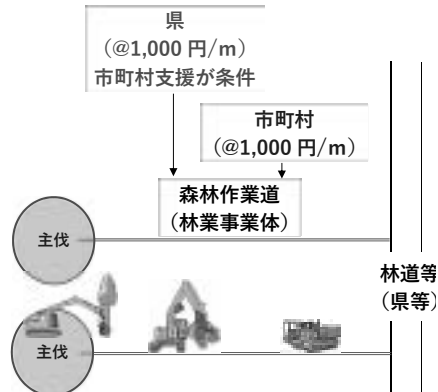 県
（@1,000 円/m）
市町村支援が条件
市町村
（@1,000 円/m）
森林作業道
（林業事業体）
主伐
林道等
（県等）
主伐